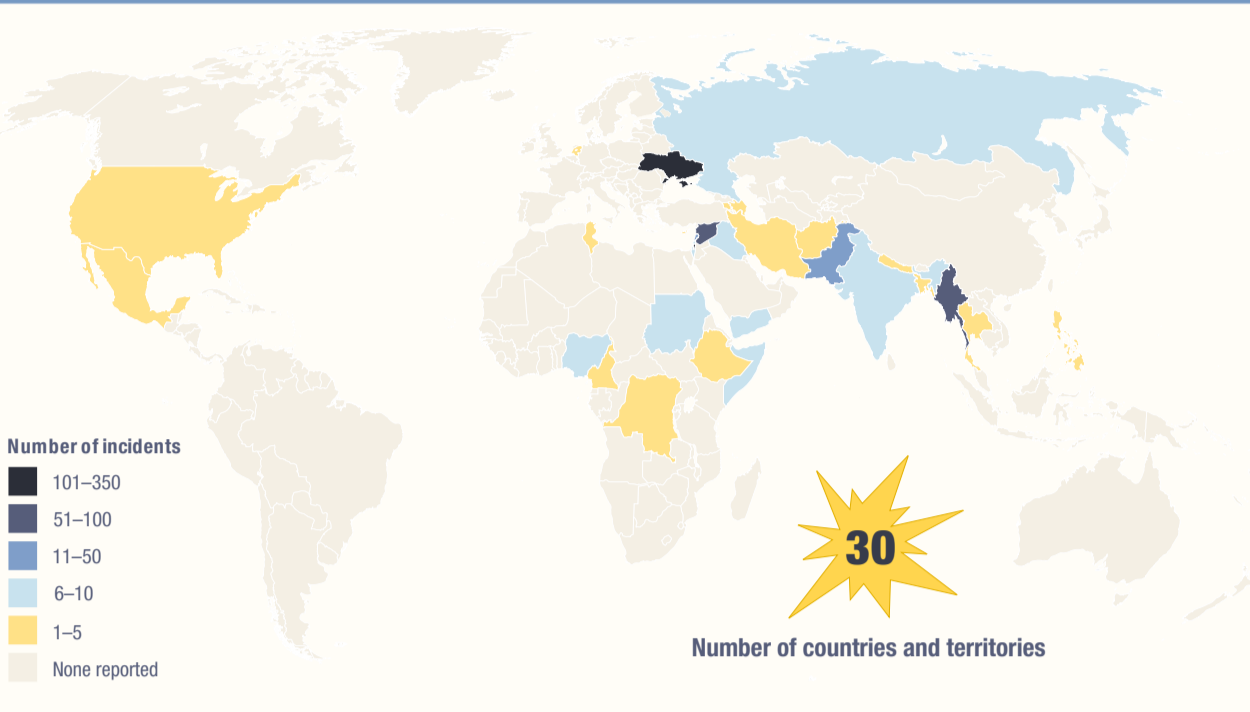 Number of incidents
101–350
51–100
11–50
6–10
1–5
None reported
30
Number of countries and territories